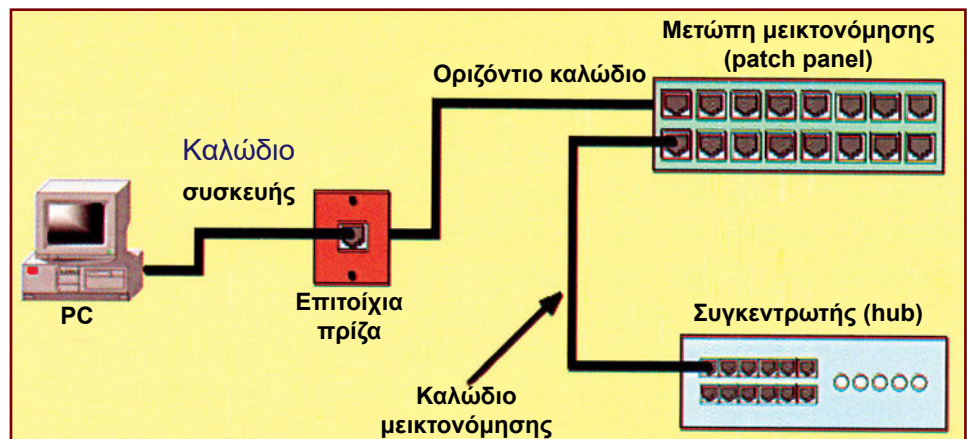 Μετώπη μεικτονόμησης
(patch panel)
Οριζόντιο καλώδιο
Καλώδιο
συσκευής
PC
Επιτοίχια
πρίζα
Συγκεντρωτής (hub)
Καλώδιο
μεικτονόμησης